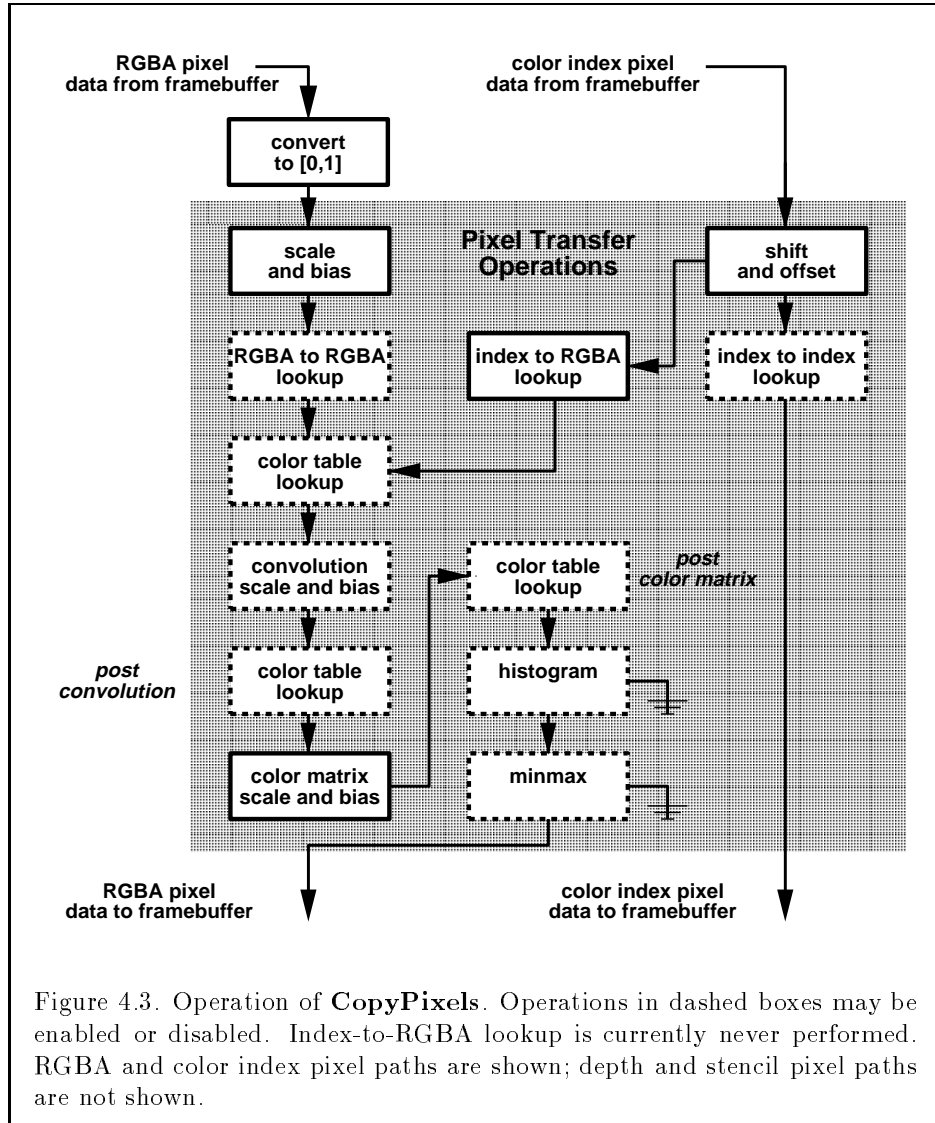 RGBA pixel
data from framebuffer
color index pixel
data from framebuffer
convert
to [0,1]
scale
and bias
Pixel Transfer
Operations
shift
and offset
RGBA to RGBA
lookup
index to RGBA
lookup
index to index
lookup
color table
lookup
convolution
scale and bias
color table
lookup
post
color matrix
post
convolution
color table
lookup
histogram
color matrix
scale and bias
minmax
RGBA pixel
data to framebuffer
color index pixel
data to framebuffer
Figure 4.3. Operation of CopyPixels. Operations in dashed boxes may be
enabled or disabled. Index-to-RGBA lookup is currently never performed.
RGBA and color index pixel paths are shown; depth and stencil pixel paths
are not shown.